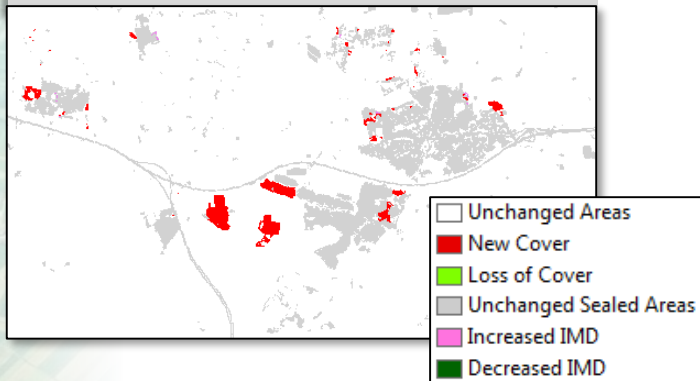 Unchanged Areas
New Cover
Loss of Cover
Unchanged Sealed Areas
Increased IMD
Decreased IMD